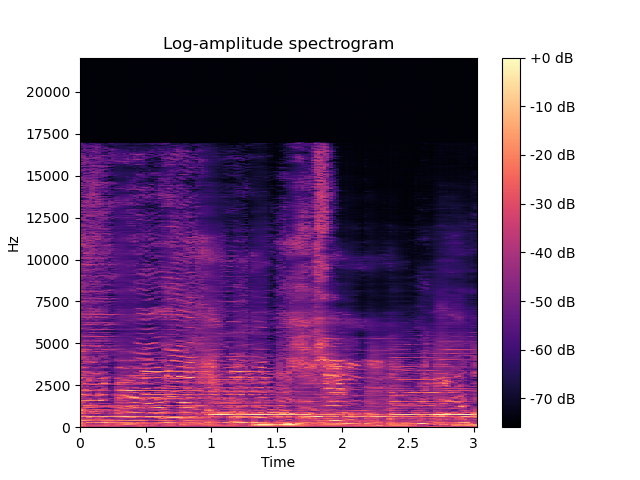 Log-amplitude spectrogram
Hz
20000
17500
15000
12500
10000
7500
5000
2500
0
0 0.5 1 1.5 2 2.5 3
Time
+0 dB
-10 dB
-20 dB
-30 dB
-40 dB
-50 dB
-60 dB
-70 dB